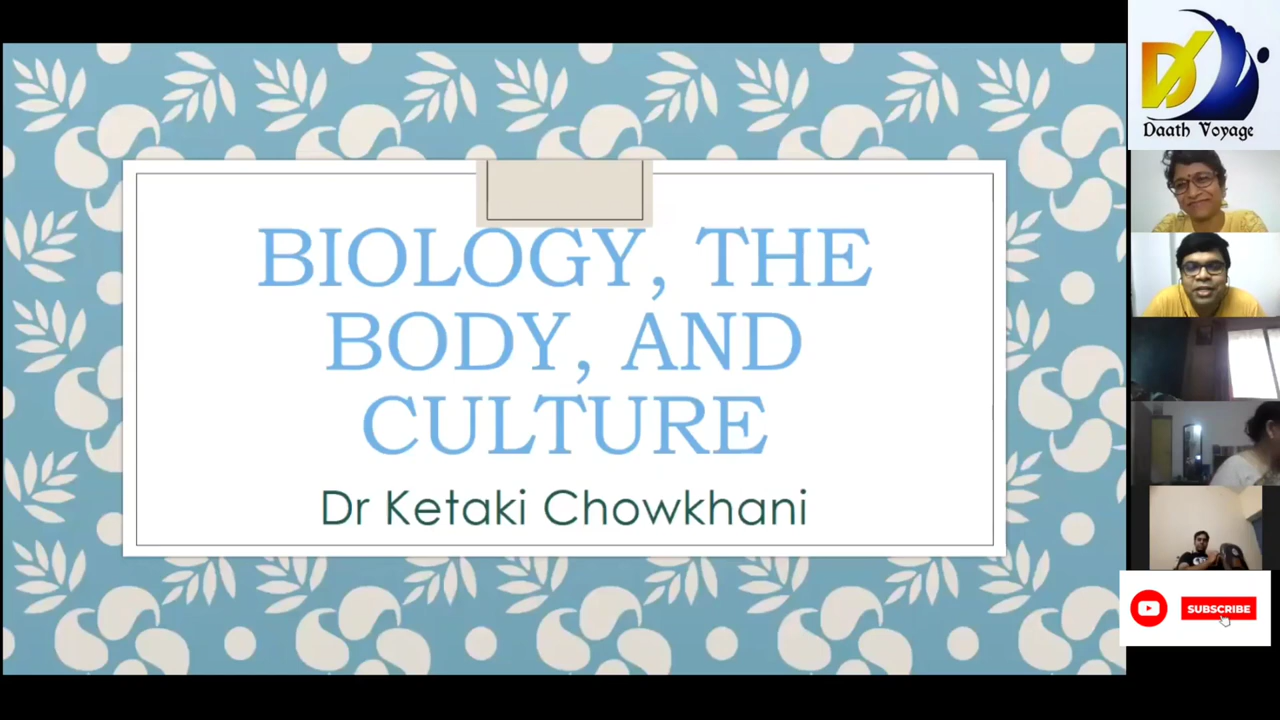 BIOLOGY, THE
BODY, AND
CULTURE
Dr Ketaki Chowkhani
Daath Voyage
SUBSCRIBE